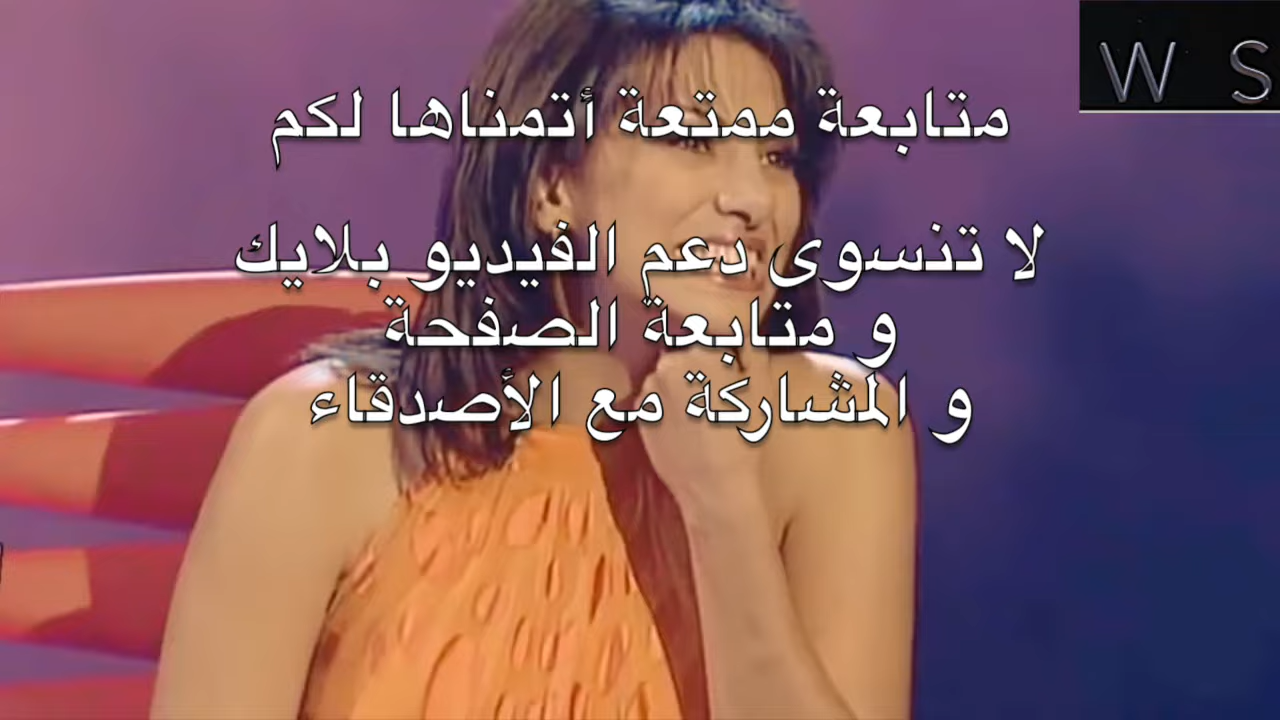 W S
متابعة ممتعة أتمناها لكم
لا تنسوى دعم الفيديو بلايك
و متابعة الصفحة
و المشاركة مع الأصدقاء